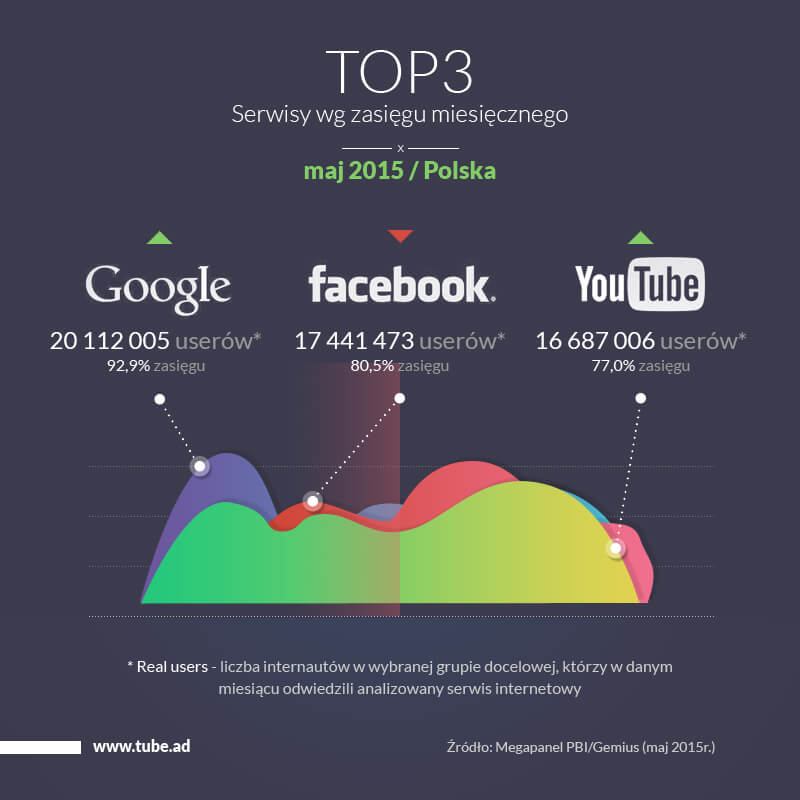 TOP3
Serwisy wg zasięgu miesięcznego
x
maj 2015 / Polska
Google
facebook.
YouTube
20 112 005 userów*
17 441 473 userów*
16 687 006 userów*
92,9% zasięgu
80,5% zasięgu
77,0% zasięgu
* Real users - liczba internautów w wybranej grupie docelowej, którzy w danym
miesiącu odwiedzili analizowany serwis internetowy
www.tube.ad
Źródło: Megapanel PBI/Gemius (maj 2015r.)